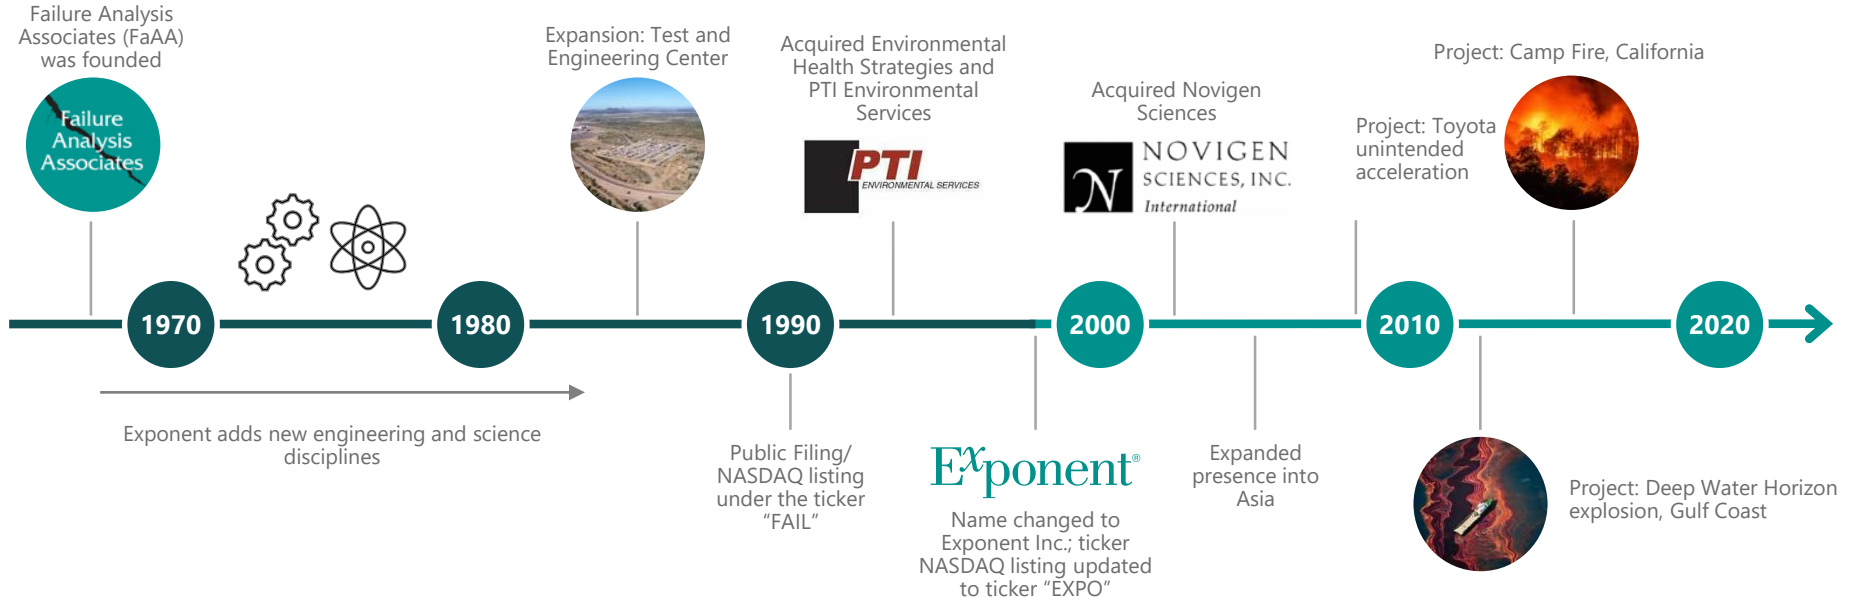 Failure Analysis
Associates (FaAA)
was founded
Failure
Analysis
Associates
Expansion: Test and
Engineering Center
Acquired Environmental
Health Strategies and
PTI Environmental
Services
PTI
ENVIRONMENTAL SERVICES
Acquired Novigen
Sciences
N
NOVIGEN
SCIENCES, INC.
International
Project: Toyota
unintended
acceleration
Project: Camp Fire, California
1970
1980
1990
2000
2010
2020
Exponent adds new engineering and science
disciplines
Public Filing/
NASDAQ listing
under the ticker
“FAIL”
Exponent®
Name changed to
Exponent Inc.; ticker
NASDAQ listing updated
to ticker “EXPO”
Expanded
presence into
Asia
Project: Deep Water Horizon
explosion, Gulf Coast